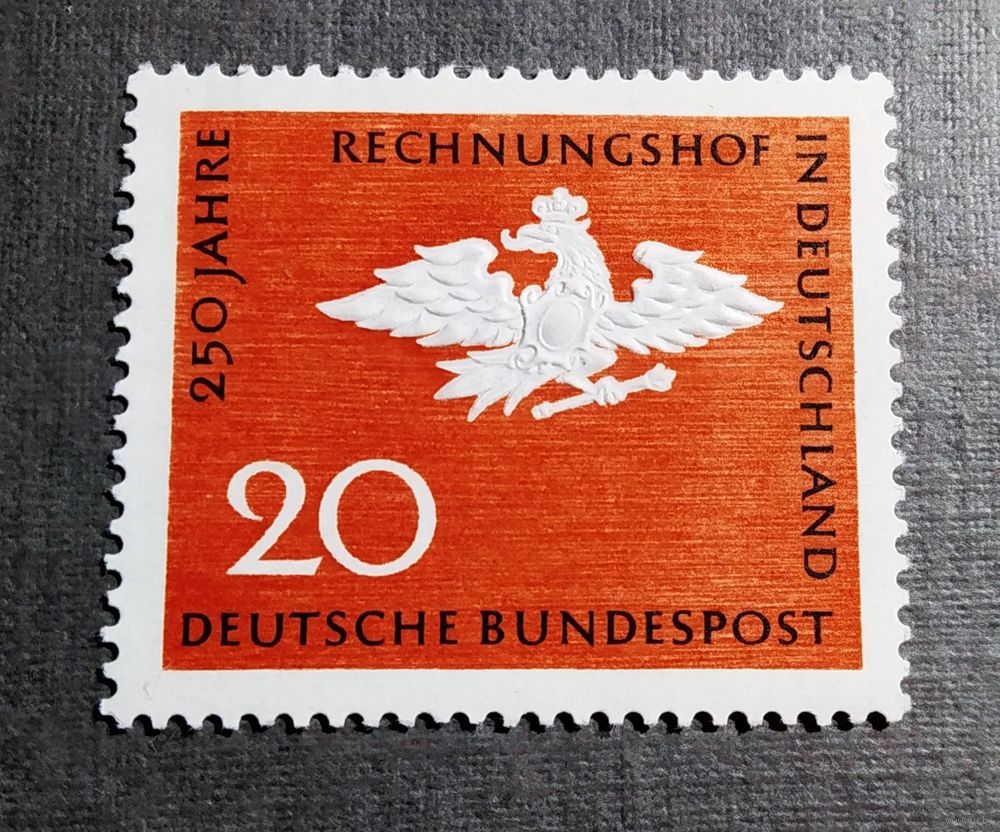 250 JAHRE
RECHNUNGSHOF
IN DEUTSCHLAND
20
DEUTSCHE BUNDESPOST